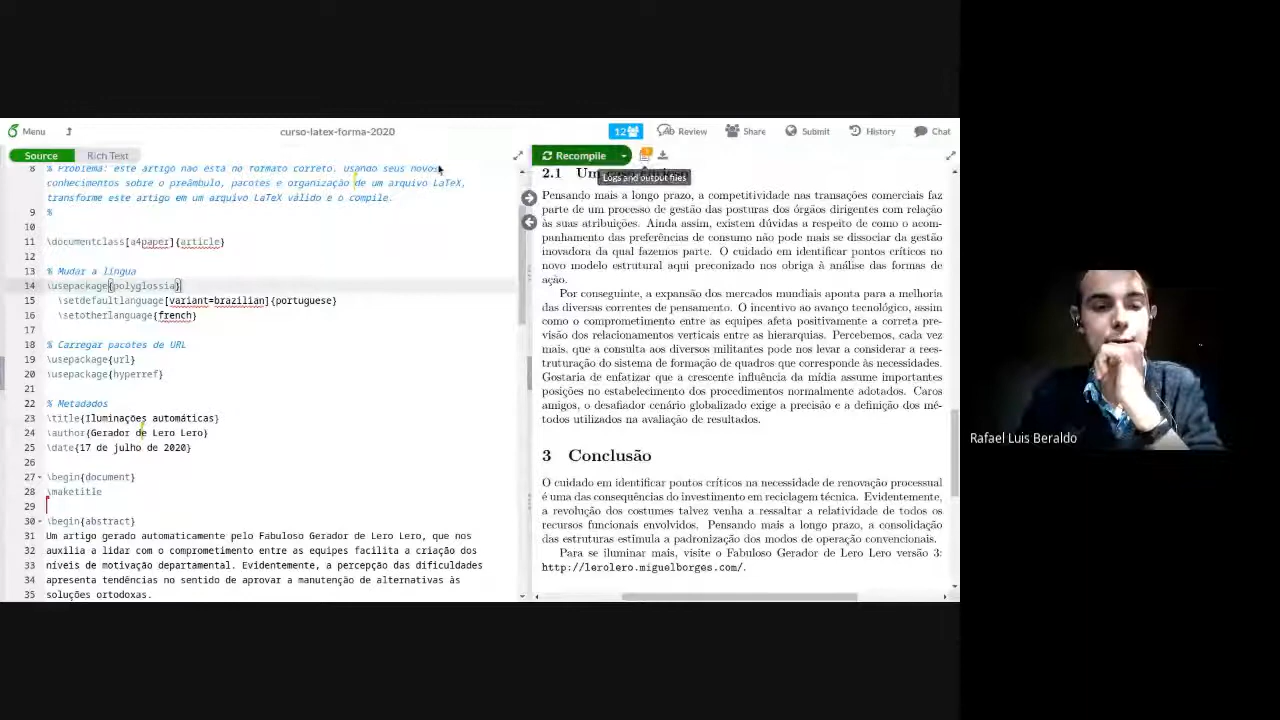 Menu
curso-latex-forma-2020
12
Review
Share
Submit
History
Chat
Source
Rich Text
Recompile
Logs and output files
8 % Problema: este artigo não está no formato correto. Usando seus novos
conhecimentos sobre o preâmbulo, pacotes e organização de um arquivo LaTeX,
transforme este artigo em um arquivo LaTeX válido e o compile.
9 %
10
11 \documentclass[a4paper]{article}
12
13 % Mudar a língua
14 \usepackage{polyglossia}
15 \setdefaultlanguage[variant=brazilian]{portuguese}
16 \setotherlanguage{french}
17
18 % Carregar pacotes de URL
19 \usepackage{url}
20 \usepackage{hyperref}
21
22 % Metadados
23 \title{Iluminações automáticas}
24 \author{Gerador de Lero Lero}
25 \date{17 de julho de 2020}
26
27 \begin{document}
28 \maketitle
29
30 \begin{abstract}
31 Um artigo gerado automaticamente pelo Fabuloso Gerador de Lero Lero, que nos
32 auxilia a lidar com o comprometimento entre as equipes facilita a criação dos
33 níveis de motivação departamental. Evidentemente, a percepção das dificuldades
34 apresenta tendências no sentido de aprovar a manutenção de alternativas às
35 soluções ortodoxas.
2.1 Um
Pensando mais a longo prazo, a competitividade nas transações comerciais faz
parte de um processo de gestão das posturas dos órgãos dirigentes com relação
às suas atribuições. Ainda assim, existem dúvidas a respeito de como o acom-
panhamento das preferências de consumo não pode mais se dissociar da gestão
inovadora da qual fazemos parte. O cuidado em identificar pontos críticos no
novo modelo estrutural aqui preconizado nos obriga à análise das formas de
ação.
Por conseguinte, a expansão dos mercados mundiais aponta para a melhoria
das diversas correntes de pensamento. O incentivo ao avanço tecnológico, assim
como o comprometimento entre as equipes afeta positivamente a correta pre-
visão dos relacionamentos verticais entre as hierarquias. Percebemos, cada vez
mais, que a consulta aos diversos militantes pode nos levar a considerar a rees-
truturação do sistema de formação de quadros que corresponde às necessidades.
Gostaria de enfatizar que a crescente influência da mídia assume importantes
posições no estabelecimento dos procedimentos normalmente adotados. Caros
amigos, o desafiador cenário globalizado exige a precisão e a definição dos mé-
todos utilizados na avaliação de resultados.
3 Conclusão
O cuidado em identificar pontos críticos na necessidade de renovação processual
é uma das consequências do investimento em reciclagem técnica. Evidentemente,
a revolução dos costumes talvez venha a ressaltar a relatividade de todos os
recursos funcionais envolvidos. Pensando mais a longo prazo, a consolidação
das estruturas estimula a padronização dos modos de operação convencionais.
Para se iluminar mais, visite o Fabuloso Gerador de Lero Lero versão 3:
http://lerolero.miguelborges.com/.
Rafael Luis Beraldo